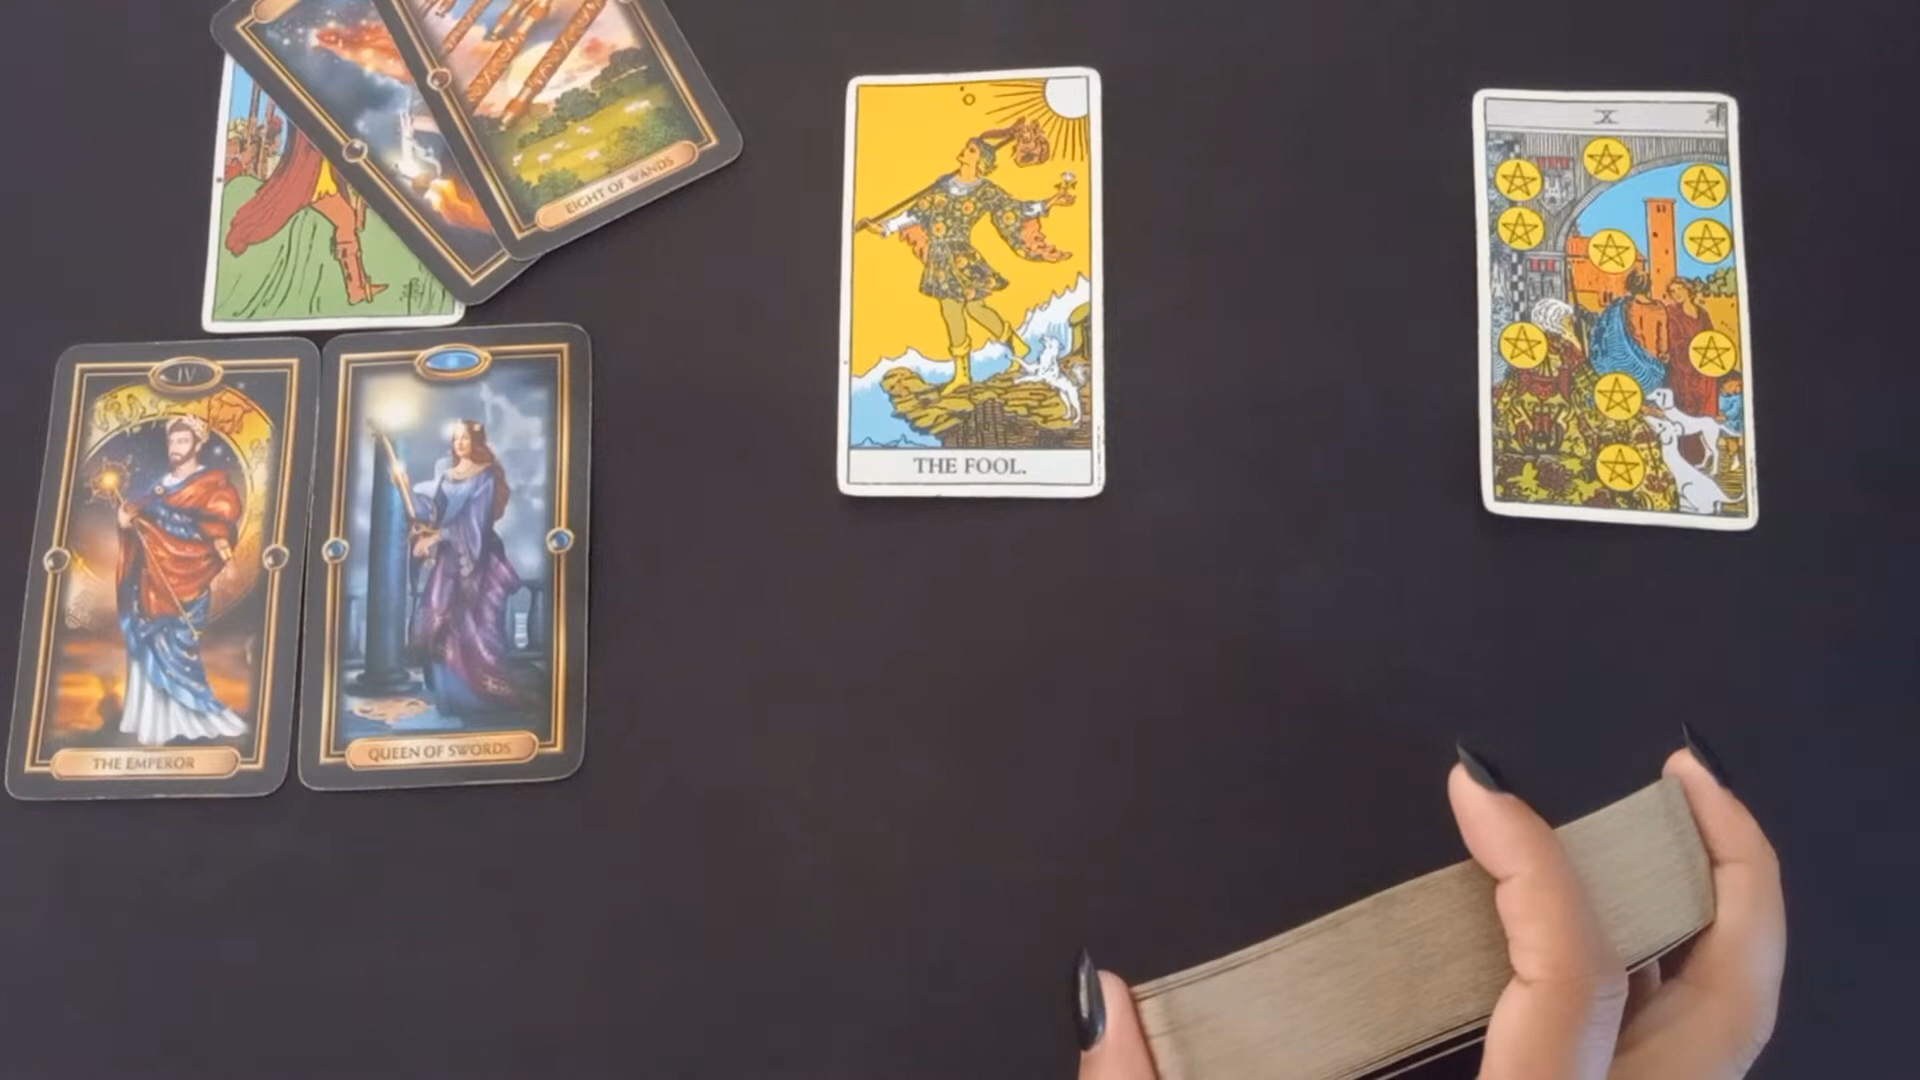 EIGHT OF WANDS
THE FOOL.
X
IV
THE EMPEROR
QUEEN OF SWORDS